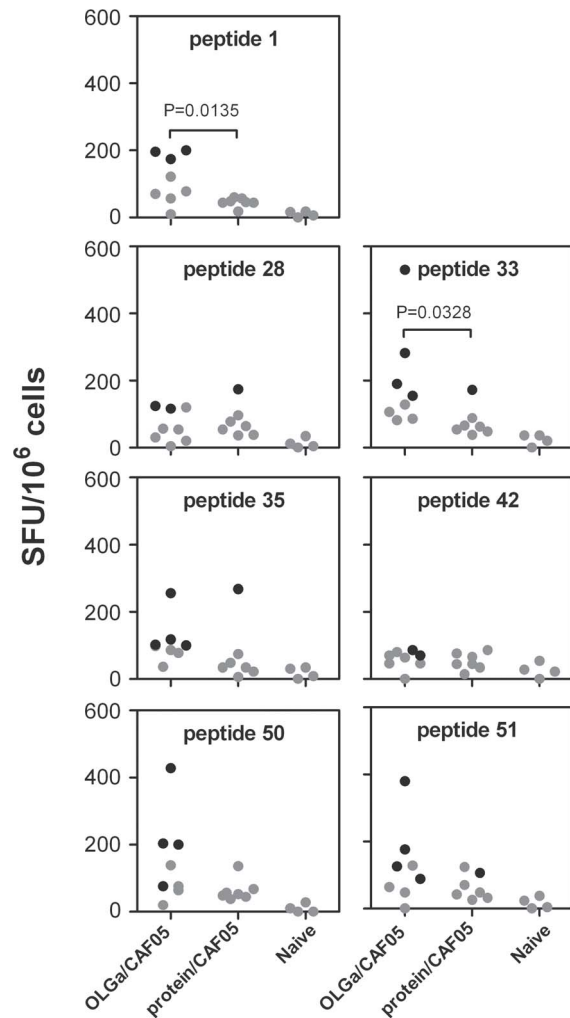 600
peptide 1
400
P=0.0135
200
0
600
peptide 28
peptide 33
400
P=0.0328
200
0
SFU/10⁶ cells
600
peptide 35
peptide 42
400
200
0
600
peptide 50
peptide 51
400
200
0
OLGa/CAF05
protein/CAF05
Naive
OLGa/CAF05
protein/CAF05
Naive